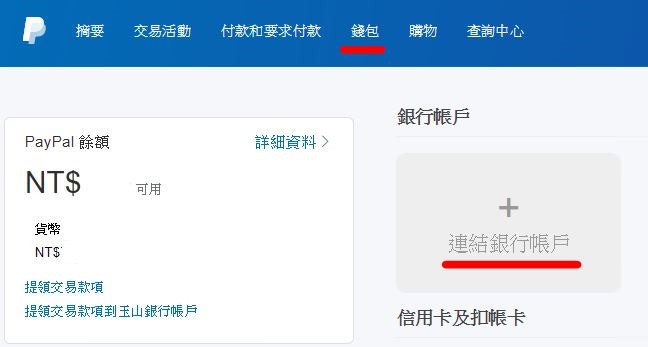 摘要 交易活動 付款和要求付款 錢包 購物 查詢中心
PayPal 餘額 詳細資料 >
NT$ 可用
貨幣
NT$
提領交易款項
提領交易款項到玉山銀行帳戶
銀行帳戶
+
連結銀行帳戶
信用卡及扣帳卡